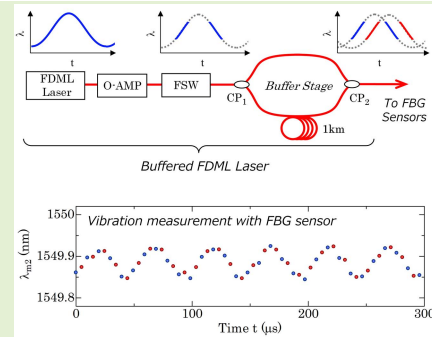 λ λ λ
t t t
FDML Laser O-AMP FSW Buffer Stage
CP1 CP2
1km
To FBG Sensors
Buffered FDML Laser
Vibration measurement with FBG sensor
1550
1549.9
1549.8
λm2 (nm)
0 100 200 300
Time t (μs)